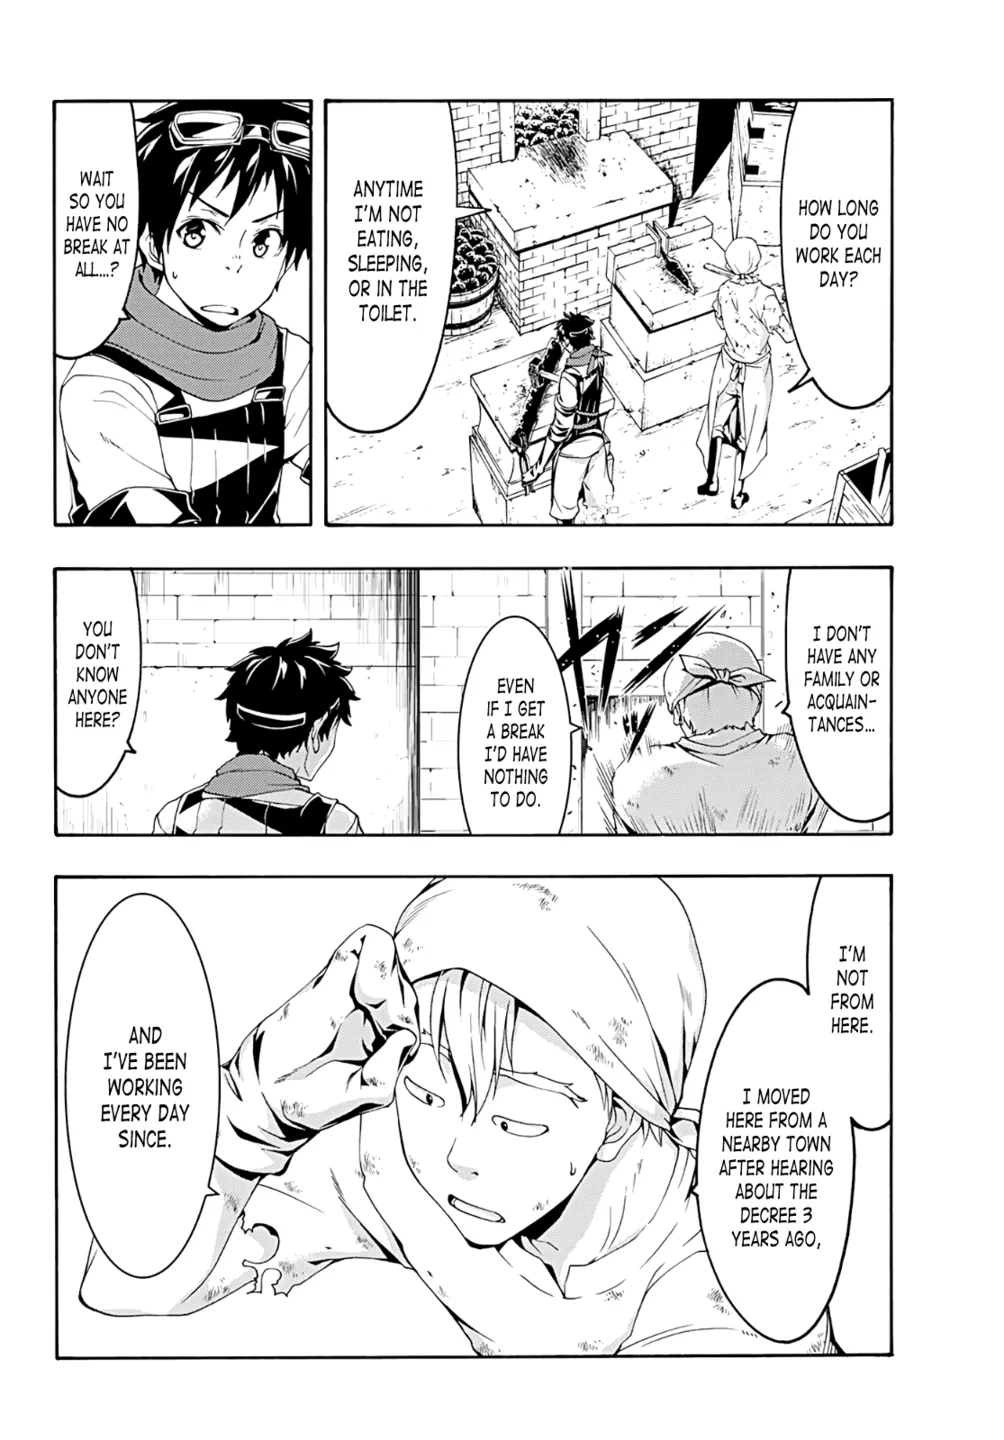 HOW LONG
DO YOU
WORK EACH
DAY?
ANYTIME
I'M NOT
EATING,
SLEEPING,
OR IN THE
TOILET.
WAIT
SO YOU
HAVE NO
BREAK AT
ALL...?
I DON'T
HAVE ANY
FAMILY OR
ACQUAIN-
TANCES...
EVEN
IF I GET
A BREAK
I'D HAVE
NOTHING
TO DO.
YOU
DON'T
KNOW
ANYONE
HERE?
I'M
NOT
FROM
HERE.
I MOVED
HERE FROM A
NEARBY TOWN
AFTER HEARING
ABOUT THE
DECREE 3
YEARS AGO,
AND
I'VE BEEN
WORKING
EVERY DAY
SINCE.